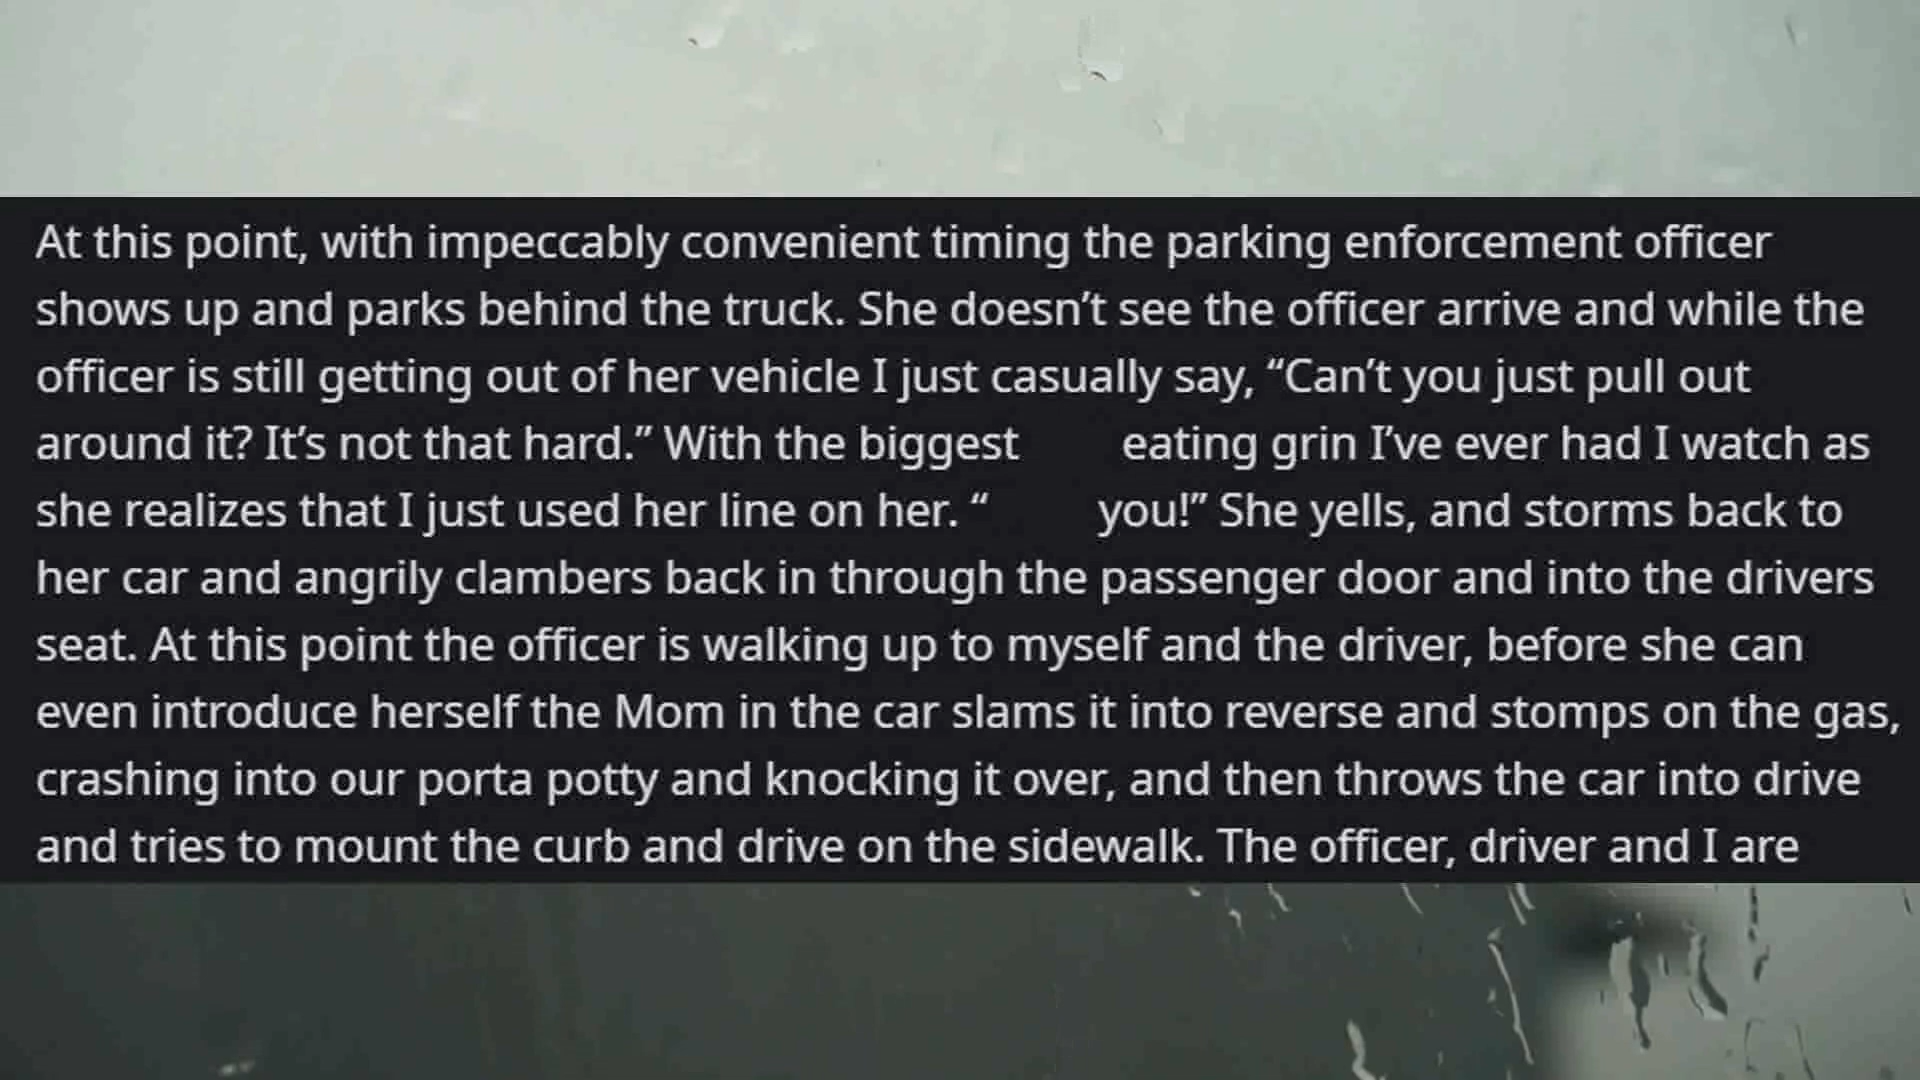 At this point, with impeccably convenient timing the parking enforcement officer
shows up and parks behind the truck. She doesn’t see the officer arrive and while the
officer is still getting out of her vehicle I just casually say, “Can’t you just pull out
around it? It’s not that hard.” With the biggest eating grin I’ve ever had I watch as
she realizes that I just used her line on her. “ you!” She yells, and storms back to
her car and angrily clambers back in through the passenger door and into the drivers
seat. At this point the officer is walking up to myself and the driver, before she can
even introduce herself the Mom in the car slams it into reverse and stomps on the gas,
crashing into our porta potty and knocking it over, and then throws the car into drive
and tries to mount the curb and drive on the sidewalk. The officer, driver and I are